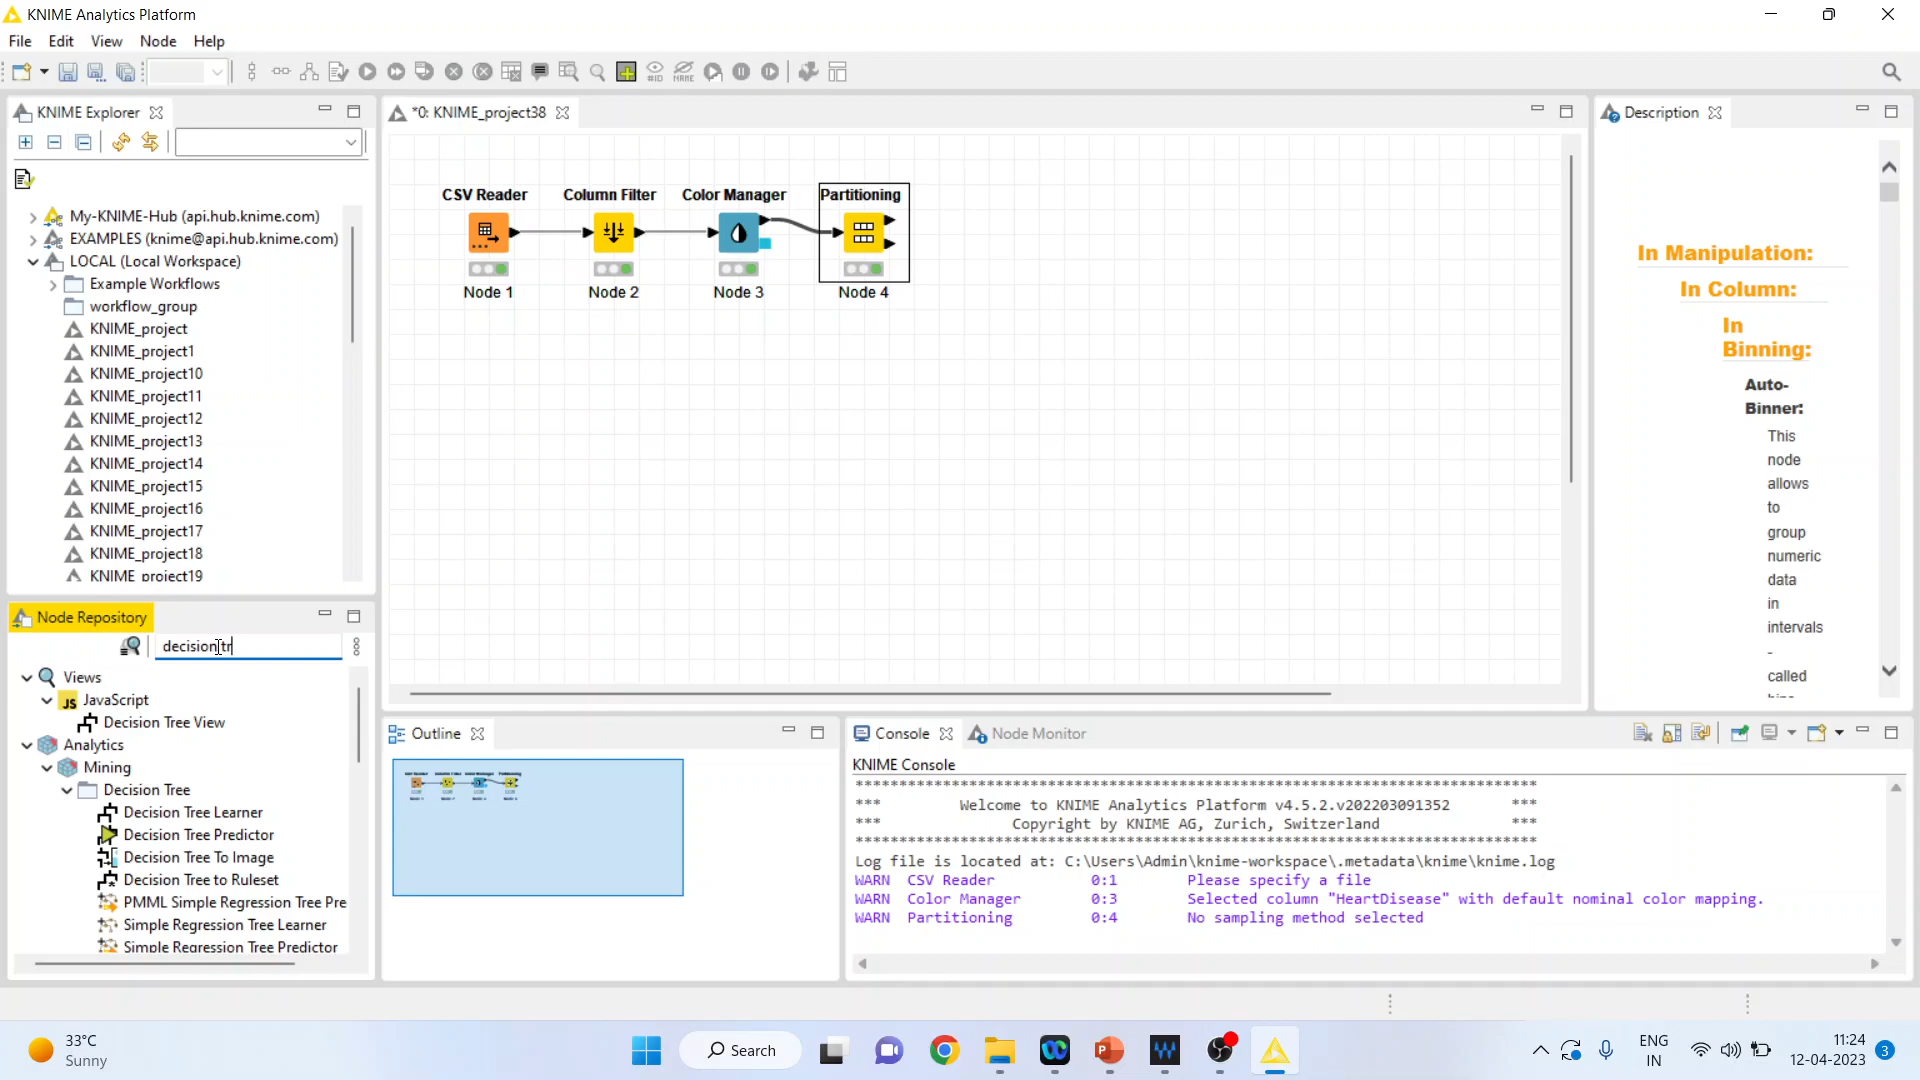 KNIME Analytics Platform
File Edit View Node Help
KNIME Explorer
My-KNIME-Hub (api.hub.knime.com)
EXAMPLES (knime@api.hub.knime.com)
LOCAL (Local Workspace)
Example Workflows
workflow_group
KNIME_project
KNIME_project1
KNIME_project10
KNIME_project11
KNIME_project12
KNIME_project13
KNIME_project14
KNIME_project15
KNIME_project16
KNIME_project17
KNIME_project18
KNIME_project19
Node Repository
decision tr
Views
JavaScript
Decision Tree View
Analytics
Mining
Decision Tree
Decision Tree Learner
Decision Tree Predictor
Decision Tree To Image
Decision Tree to Ruleset
PMML Simple Regression Tree Pre
Simple Regression Tree Learner
Simple Regression Tree Predictor
*0: KNIME_project38
CSV Reader Column Filter Color Manager Partitioning
Node 1 Node 2 Node 3 Node 4
Description
In Manipulation:
In Column:
In
Binning:
Auto-
Binner:
This
node
allows
to
group
numeric
data
in
intervals
-
called
Outline
Console Node Monitor
KNIME Console
********************************************************************************
*** Welcome to KNIME Analytics Platform v4.5.2.v202203091352 ***
*** Copyright by KNIME AG, Zurich, Switzerland ***
********************************************************************************
Log file is located at: C:\Users\Admin\knime-workspace\.metadata\knime\knime.log
WARN CSV Reader 0:1 Please specify a file
WARN Color Manager 0:3 Selected column "HeartDisease" with default nominal color mapping.
WARN Partitioning 0:4 No sampling method selected
33°C
Sunny
Search
ENG
IN
11:24
12-04-2023
3